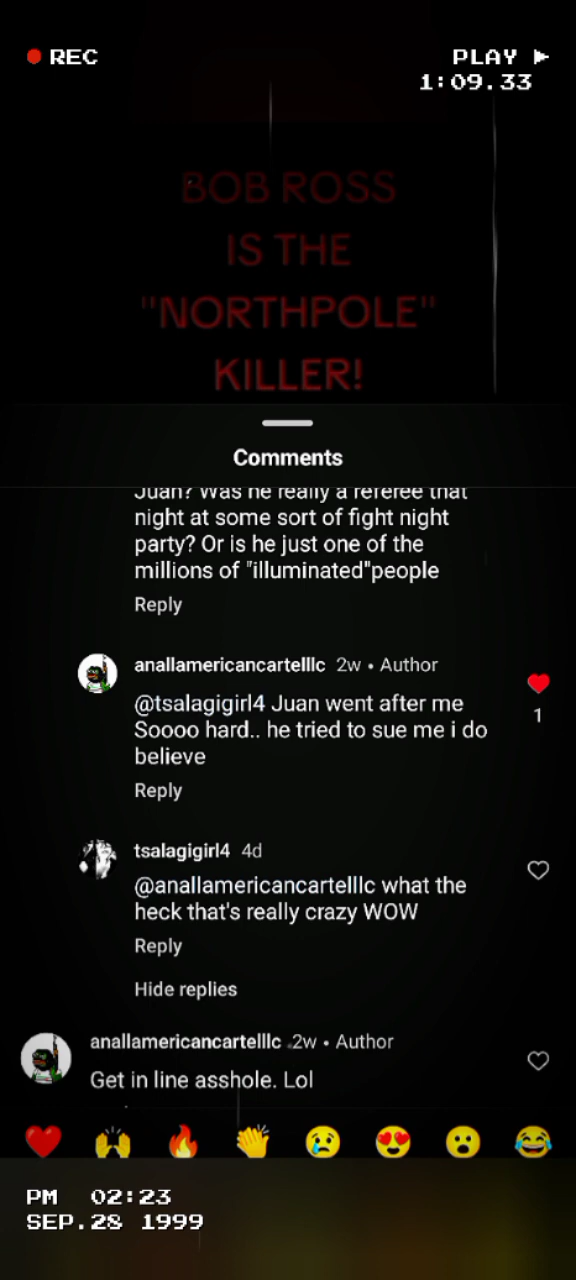 REC
PLAY
1:09.33
BOB ROSS
IS THE
"NORTHPOLE"
KILLER!
Comments
Juan? Was he really a referee that
night at some sort of fight night
party? Or is he just one of the
millions of "illuminated"people
Reply
anallamericancartelllc 2w • Author
@tsalagigirl4 Juan went after me
Soooo hard.. he tried to sue me i do
believe
1
Reply
tsalagigirl4 4d
@anallamericancartelllc what the
heck that's really crazy WOW
Reply
Hide replies
anallamericancartelllc 2w • Author
Get in line asshole. Lol
PM 02:23
SEP.28 1999